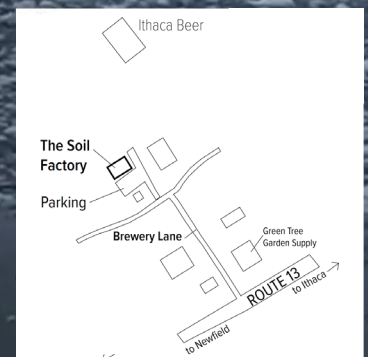 Ithaca Beer
The Soil
Factory
Parking
Brewery Lane
Green Tree
Garden Supply
ROUTE 13
to Ithaca
to Newfield